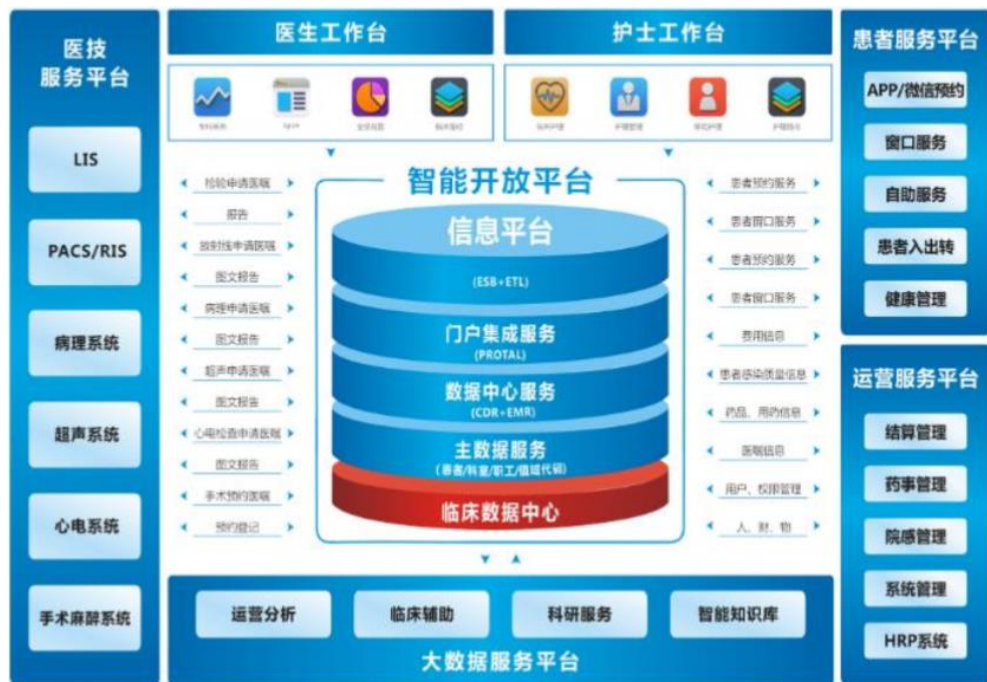 医技
服务平台
LIS
PACS/RIS
病理系统
超声系统
心电系统
手术麻醉系统
医生工作台
护士工作台
护理管理
智能开放平台
信息平台
(ESB+ETL)
门户集成服务
(PROTAL)
数据中心服务
(CDR+EMR)
主数据服务
(患者/科室/职工/值域代码)
临床数据中心
检验申请医嘱
报告
放射线申请医嘱
图文报告
病理申请医嘱
图文报告
超声申请医嘱
图文报告
心电检查申请医嘱
图文报告
手术预约医嘱
预约登记
患者预约服务
患者窗口服务
患者预约服务
患者窗口服务
费用信息
患者感染质量信息
药品、用药信息
医嘱信息
用户、权限管理
人、财、物
运营分析
临床辅助
科研服务
智能知识库
大数据服务平台
患者服务平台
APP/微信预约
窗口服务
自助服务
患者入出转
健康管理
运营服务平台
结算管理
药事管理
院感管理
系统管理
HRP系统